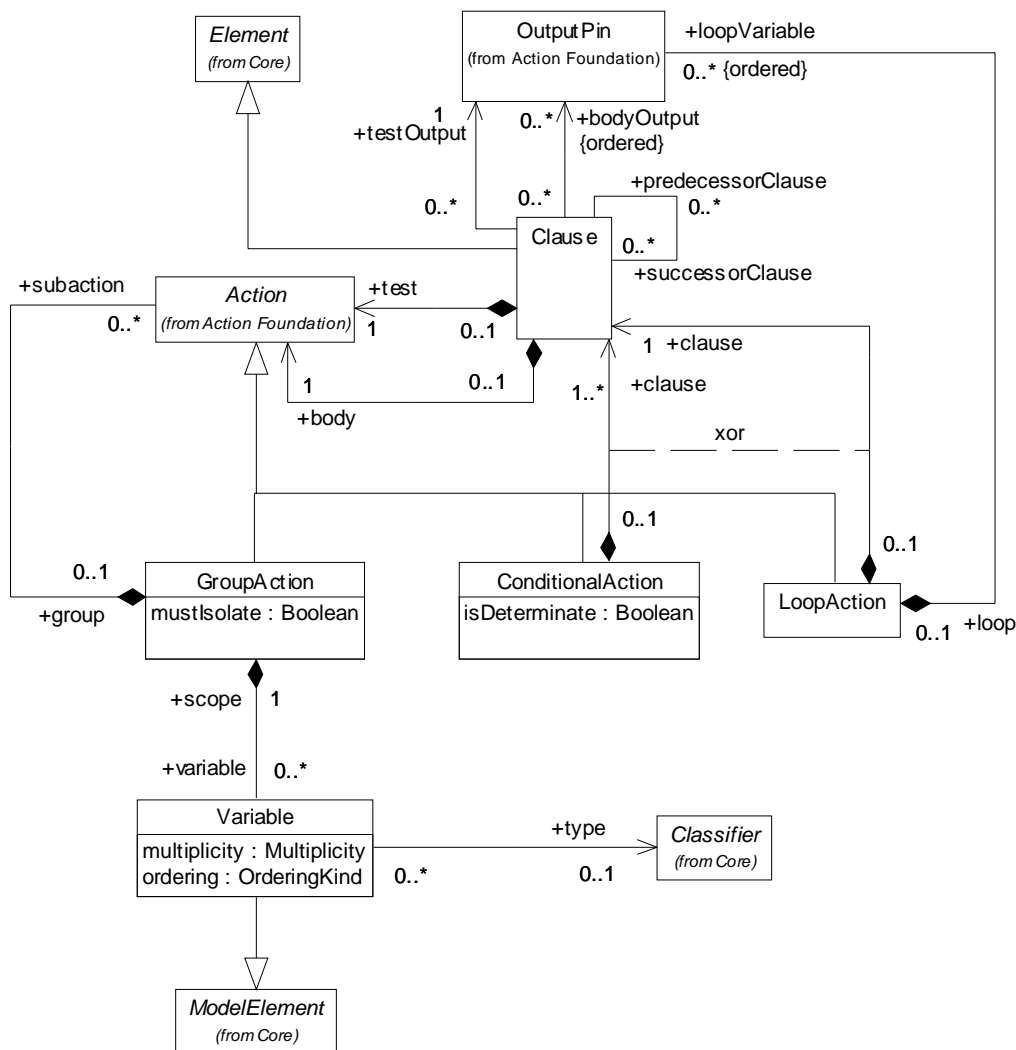 Element
(from Core)
OutputPin
(from Action Foundation)
+loopVariable
0..* {ordered}
1
+testOutput
0..*
+bodyOutput
{ordered}
+predecessorClause
0..*
0..*
0..*
Clause
0..*
+successorClause
+subaction
0..*
Action
(from Action Foundation)
+test
1
0..1
1
+clause
1
0..1
+body
1..*
+clause
xor
0..1
0..1
0..1
+group
GroupAction
mustIsolate : Boolean
ConditionalAction
isDeterminate : Boolean
LoopAction
0..1
+loop
+scope
1
+variable
0..*
Variable
multiplicity : Multiplicity
ordering : OrderingKind
+type
0..*
0..1
Classifier
(from Core)
ModelElement
(from Core)